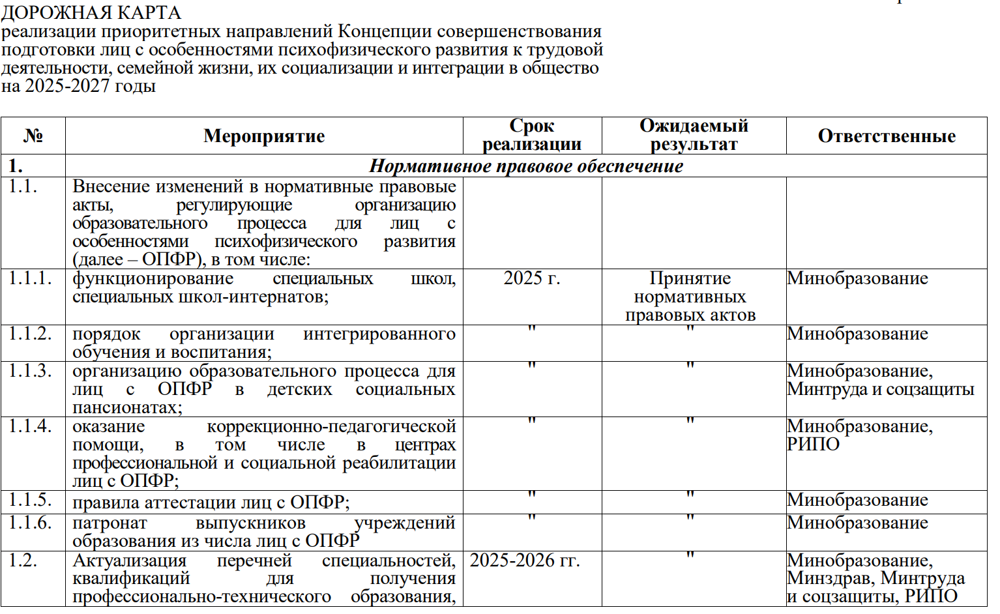 ДОРОЖНАЯ КАРТА
реализации приоритетных направлений Концепции совершенствования
подготовки лиц с особенностями психофизического развития к трудовой
деятельности, семейной жизни, их социализации и интеграции в общество
на 2025-2027 годы
№ Мероприятие Срок реализации Ожидаемый результат Ответственные
1. Нормативное правовое обеспечение
1.1. Внесение изменений в нормативные правовые
акты, регулирующие организацию
образовательного процесса для лиц с
особенностями психофизического развития
(далее – ОПФР), в том числе:
1.1.1. функционирование специальных школ, 2025 г. Принятие Минобразование
специальных школ-интернатов; нормативных
правовых актов
1.1.2. порядок организации интегрированного " " Минобразование
обучения и воспитания;
1.1.3. организацию образовательного процесса для " " Минобразование,
лиц с ОПФР в детских социальных Минтруда и соцзащиты
пансионатах;
1.1.4. оказание коррекционно-педагогической " " Минобразование,
помощи, в том числе в центрах РИПО
профессиональной и социальной реабилитации
лиц с ОПФР;
1.1.5. правила аттестации лиц с ОПФР; " " Минобразование
1.1.6. патронат выпускников учреждений " " Минобразование
образования из числа лиц с ОПФР
1.2. Актуализация перечней специальностей, 2025-2026 гг. " Минобразование,
квалификаций для получения Минздрав, Минтруда
профессионально-технического образования, и соцзащиты, РИПО